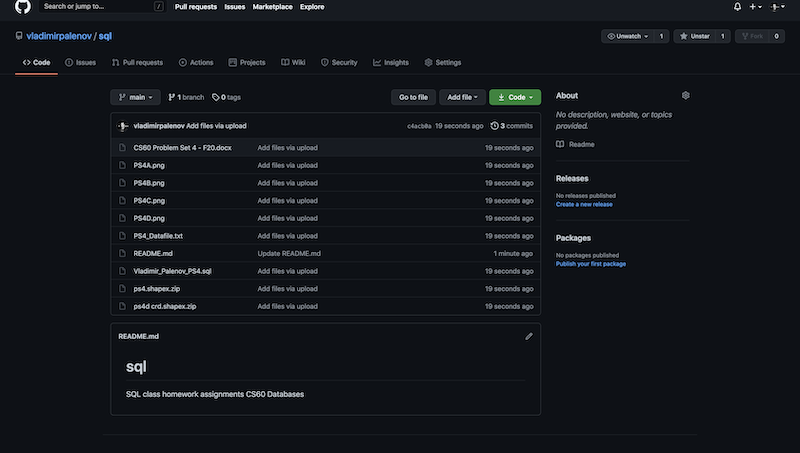 Search or jump to... /
Pull requests Issues Marketplace Explore
vladimirpalenov / sql
Unwatch 1 Unstar 1 Fork 0
Code Issues Pull requests Actions Projects Wiki Security Insights Settings
main 1 branch 0 tags Go to file Add file Code
vladimirpalenov Add files via upload c4acb0a 19 seconds ago 3 commits
CS60 Problem Set 4 - F20.docx Add files via upload 19 seconds ago
PS4A.png Add files via upload 19 seconds ago
PS4B.png Add files via upload 19 seconds ago
PS4C.png Add files via upload 19 seconds ago
PS4D.png Add files via upload 19 seconds ago
PS4_Datafile.txt Add files via upload 19 seconds ago
README.md Update README.md 1 minute ago
Vladimir_Palenov_PS4.sql Add files via upload 19 seconds ago
ps4.shapex.zip Add files via upload 19 seconds ago
ps4d crd.shapex.zip Add files via upload 19 seconds ago
README.md
sql
SQL class homework assignments CS60 Databases
About
No description, website, or topics
provided.
Readme
Releases
No releases published
Create a new release
Packages
No packages published
Publish your first package